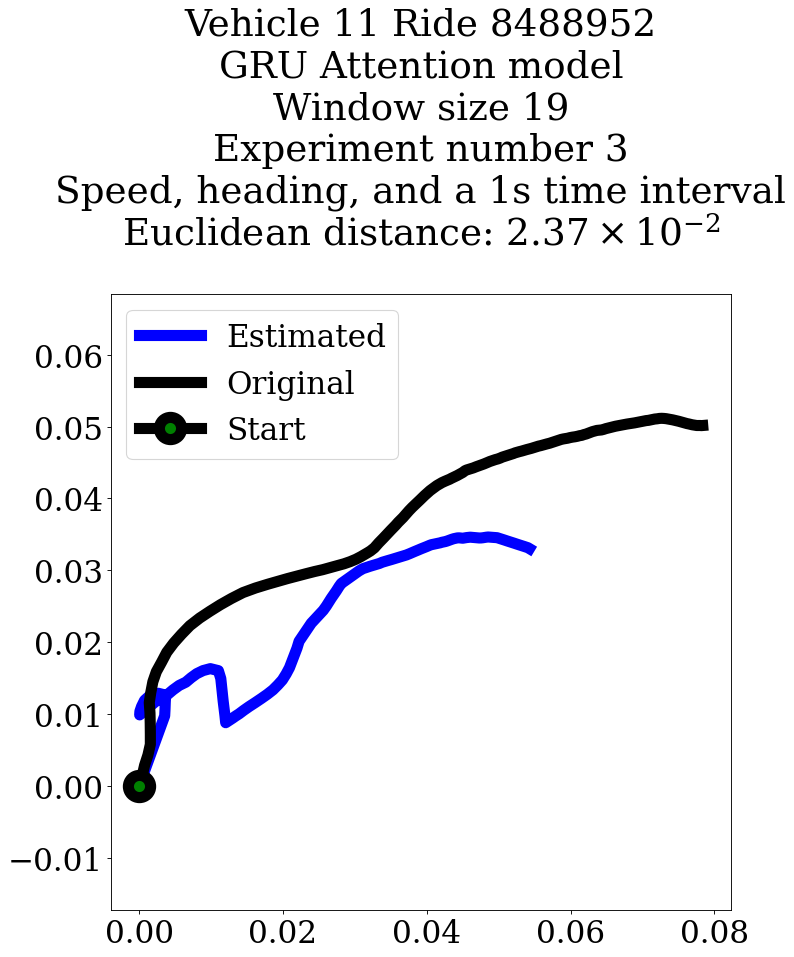 Vehicle 11 Ride 8488952
GRU Attention model
Window size 19
Experiment number 3
Speed, heading, and a 1s time interval
Euclidean distance: 2.37 × 10⁻²
Estimated
Original
Start
0.06
0.05
0.04
0.03
0.02
0.01
0.00
−0.01
0.00 0.02 0.04 0.06 0.08